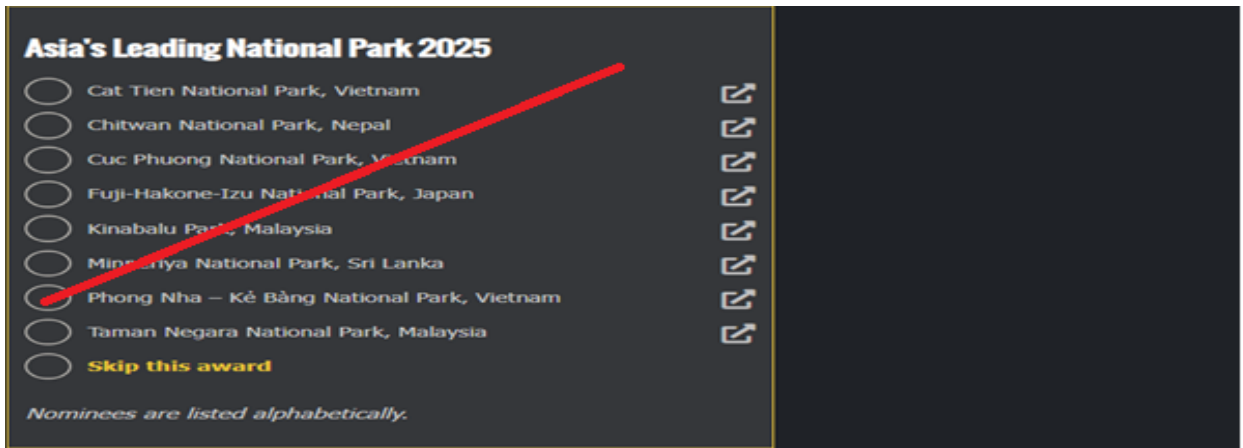 Asia's Leading National Park 2025
Cat Tien National Park, Vietnam
Chitwan National Park, Nepal
Cuc Phuong National Park, Vietnam
Fuji-Hakone-Izu National Park, Japan
Kinabalu Park, Malaysia
Minneriya National Park, Sri Lanka
Phong Nha – Kẻ Bàng National Park, Vietnam
Taman Negara National Park, Malaysia
Skip this award
Nominees are listed alphabetically.